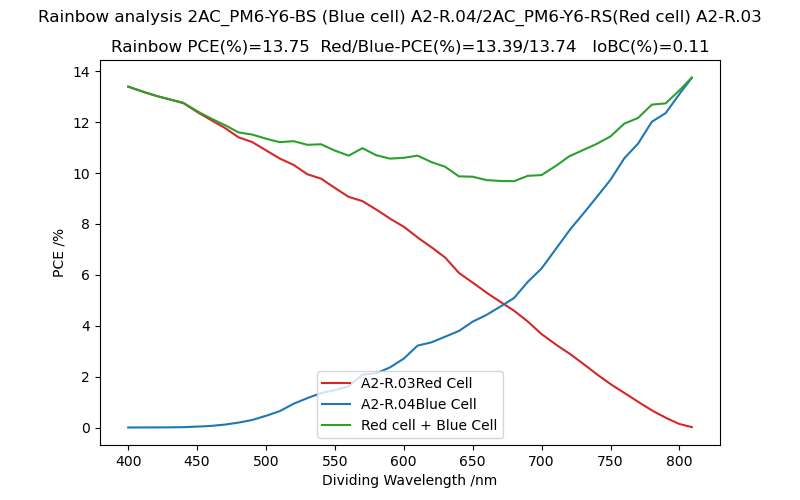 Rainbow analysis 2AC_PM6-Y6-BS (Blue cell) A2-R.04/2AC_PM6-Y6-RS(Red cell) A2-R.03
Rainbow PCE(%)=13.75  Red/Blue-PCE(%)=13.39/13.74   IoBC(%)=0.11
PCE /%
14
12
10
8
6
4
2
0
A2-R.03Red Cell
A2-R.04Blue Cell
Red cell + Blue Cell
400 450 500 550 600 650 700 750 800
Dividing Wavelength /nm